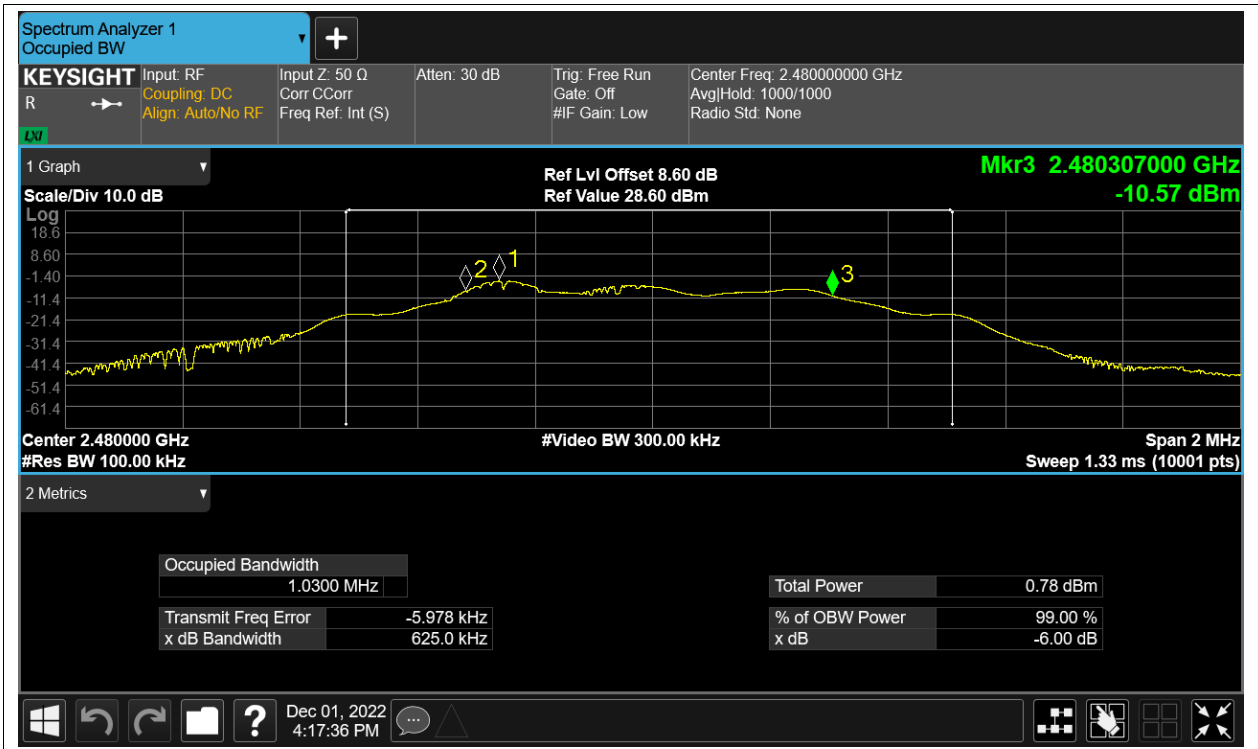 Spectrum Analyzer 1
Occupied BW
KEYSIGHT
R
LXI
Input: RF
Coupling: DC
Align: Auto/No RF
Input Z: 50 Ω
Corr CCorr
Freq Ref: Int (S)
Atten: 30 dB
Trig: Free Run
Gate: Off
#IF Gain: Low
Center Freq: 2.480000000 GHz
Avg|Hold: 1000/1000
Radio Std: None
1 Graph
Scale/Div 10.0 dB
Ref Lvl Offset 8.60 dB
Ref Value 28.60 dBm
Mkr3 2.480307000 GHz
-10.57 dBm
Log
18.6
8.60
-1.40
-11.4
-21.4
-31.4
-41.4
-51.4
-61.4
2
1
3
Center 2.480000 GHz
#Res BW 100.00 kHz
#Video BW 300.00 kHz
Span 2 MHz
Sweep 1.33 ms (10001 pts)
2 Metrics
Occupied Bandwidth
1.0300 MHz
Transmit Freq Error -5.978 kHz
x dB Bandwidth 625.0 kHz
Total Power 0.78 dBm
% of OBW Power 99.00 %
x dB -6.00 dB
?
Dec 01, 2022
4:17:36 PM